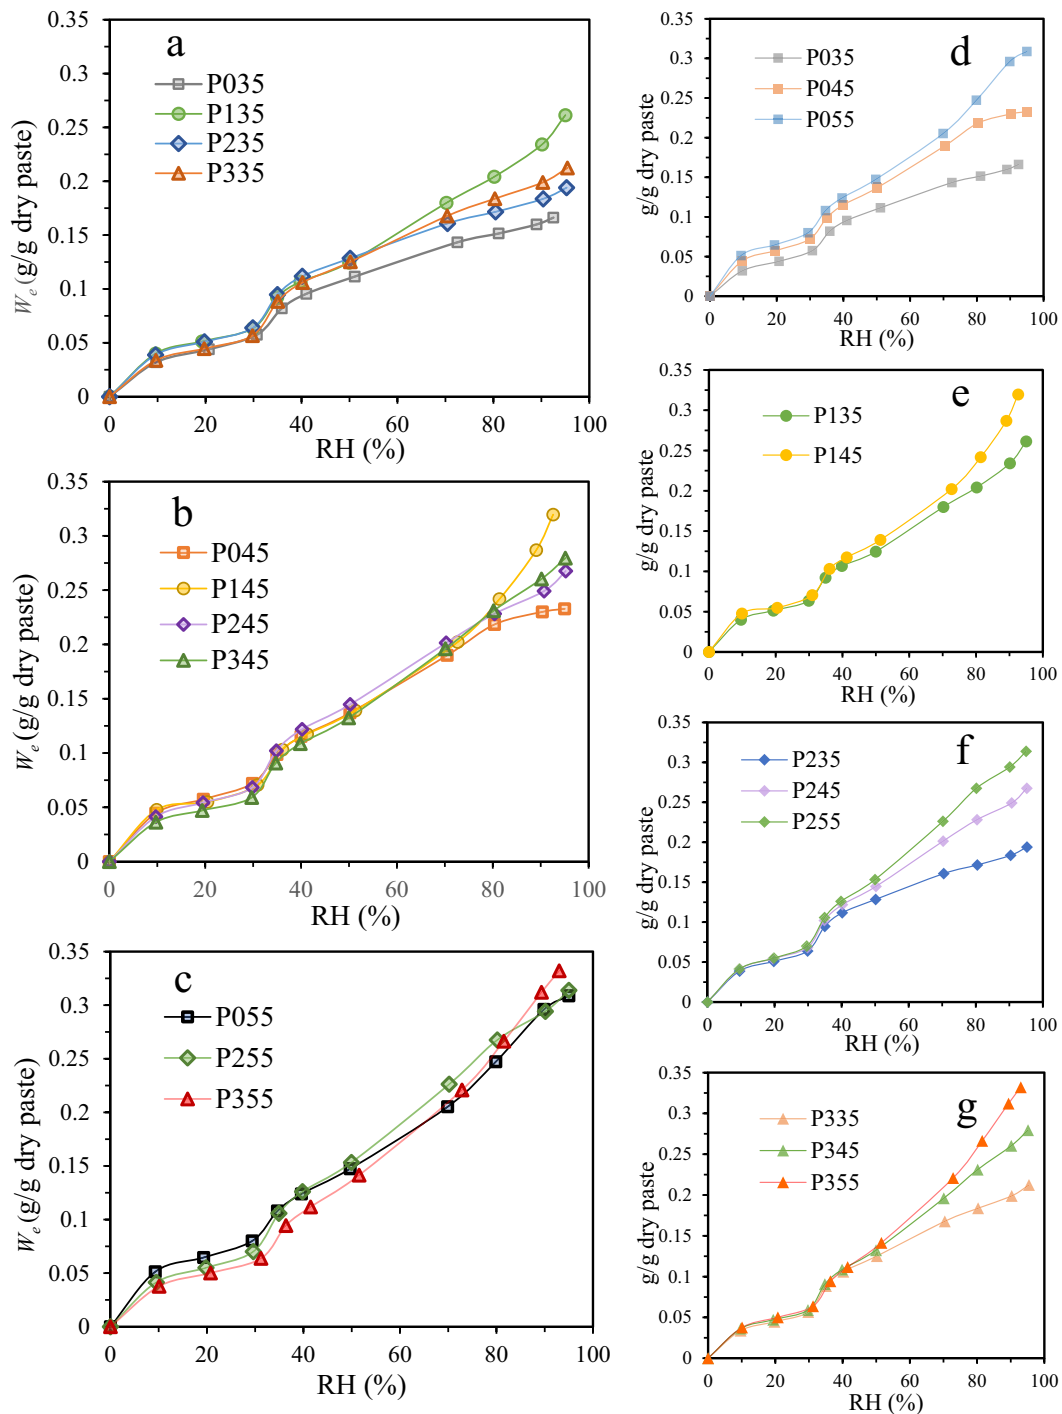 a
0.35
0.3
0.25
0.2
0.15
0.1
0.05
0
P035
P135
P235
P335
We (g/g dry paste)
0 20 40 60 80 100
RH (%)
b
0.35
0.3
0.25
0.2
0.15
0.1
0.05
0
P045
P145
P245
P345
We (g/g dry paste)
0 20 40 60 80 100
RH (%)
c
0.35
0.3
0.25
0.2
0.15
0.1
0.05
0
P055
P255
P355
We (g/g dry paste)
0 20 40 60 80 100
RH (%)
d
0.35
0.3
0.25
0.2
0.15
0.1
0.05
0
P035
P045
P055
g/g dry paste
0 20 40 60 80 100
RH (%)
e
0.35
0.3
0.25
0.2
0.15
0.1
0.05
0
P135
P145
g/g dry paste
0 20 40 60 80 100
RH (%)
f
0.35
0.3
0.25
0.2
0.15
0.1
0.05
0
P235
P245
P255
g/g dry paste
0 20 40 60 80 100
RH (%)
g
0.35
0.3
0.25
0.2
0.15
0.1
0.05
0
P335
P345
P355
g/g dry paste
0 20 40 60 80 100
RH (%)